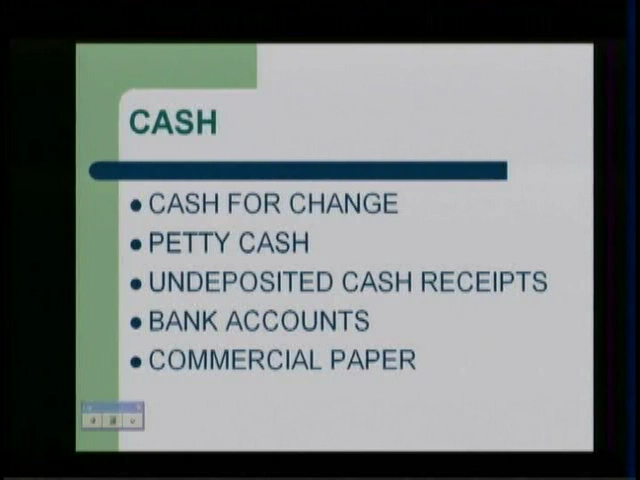 CASH
• CASH FOR CHANGE
• PETTY CASH
• UNDEPOSITED CASH RECEIPTS
• BANK ACCOUNTS
• COMMERCIAL PAPER